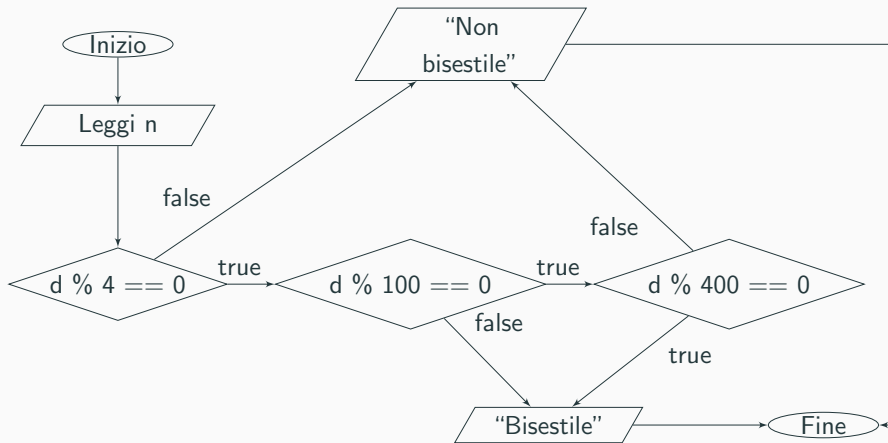 Inizio
“Non
bisestile”
Leggi n
false
false
d % 4 == 0
true
d % 100 == 0
true
d % 400 == 0
false
true
“Bisestile”
Fine